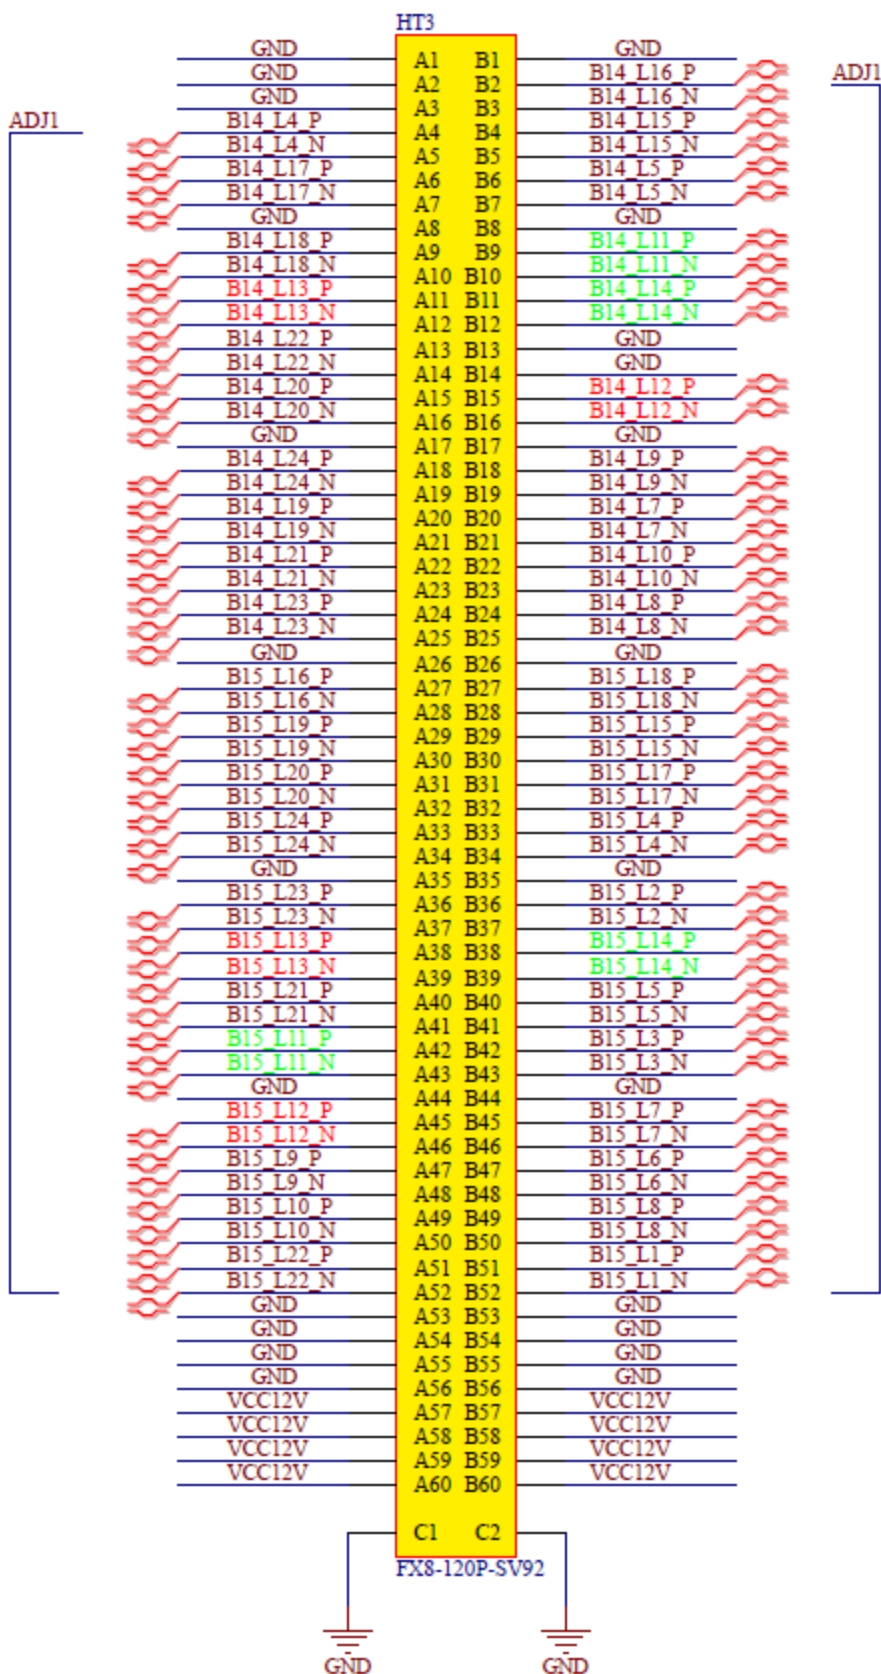 HT3
GND A1 B1 GND
GND A2 B2 B14_L16_P ADJ1
GND A3 B3 B14_L16_N
ADJ1 B14_L4_P A4 B4 B14_L15_P
B14_L4_N A5 B5 B14_L15_N
B14_L17_P A6 B6 B14_L5_P
B14_L17_N A7 B7 B14_L5_N
GND A8 B8 GND
B14_L18_P A9 B9 B14_L11_P
B14_L18_N A10 B10 B14_L11_N
B14_L13_P A11 B11 B14_L14_P
B14_L13_N A12 B12 B14_L14_N
B14_L22_P A13 B13 GND
B14_L22_N A14 B14 GND
B14_L20_P A15 B15 B14_L12_P
B14_L20_N A16 B16 B14_L12_N
GND A17 B17 GND
B14_L24_P A18 B18 B14_L9_P
B14_L24_N A19 B19 B14_L9_N
B14_L19_P A20 B20 B14_L7_P
B14_L19_N A21 B21 B14_L7_N
B14_L21_P A22 B22 B14_L10_P
B14_L21_N A23 B23 B14_L10_N
B14_L23_P A24 B24 B14_L8_P
B14_L23_N A25 B25 B14_L8_N
GND A26 B26 GND
B15_L16_P A27 B27 B15_L18_P
B15_L16_N A28 B28 B15_L18_N
B15_L19_P A29 B29 B15_L15_P
B15_L19_N A30 B30 B15_L15_N
B15_L20_P A31 B31 B15_L17_P
B15_L20_N A32 B32 B15_L17_N
B15_L24_P A33 B33 B15_L4_P
B15_L24_N A34 B34 B15_L4_N
GND A35 B35 GND
B15_L23_P A36 B36 B15_L2_P
B15_L23_N A37 B37 B15_L2_N
B15_L13_P A38 B38 B15_L14_P
B15_L13_N A39 B39 B15_L14_N
B15_L21_P A40 B40 B15_L5_P
B15_L21_N A41 B41 B15_L5_N
B15_L11_P A42 B42 B15_L3_P
B15_L11_N A43 B43 B15_L3_N
GND A44 B44 GND
B15_L12_P A45 B45 B15_L7_P
B15_L12_N A46 B46 B15_L7_N
B15_L9_P A47 B47 B15_L6_P
B15_L9_N A48 B48 B15_L6_N
B15_L10_P A49 B49 B15_L8_P
B15_L10_N A50 B50 B15_L8_N
B15_L22_P A51 B51 B15_L1_P
B15_L22_N A52 B52 B15_L1_N
GND A53 B53 GND
GND A54 B54 GND
GND A55 B55 GND
GND A56 B56 GND
VCC12V A57 B57 VCC12V
VCC12V A58 B58 VCC12V
VCC12V A59 B59 VCC12V
VCC12V A60 B60 VCC12V
C1 C2
FX8-120P-SV92
GND GND